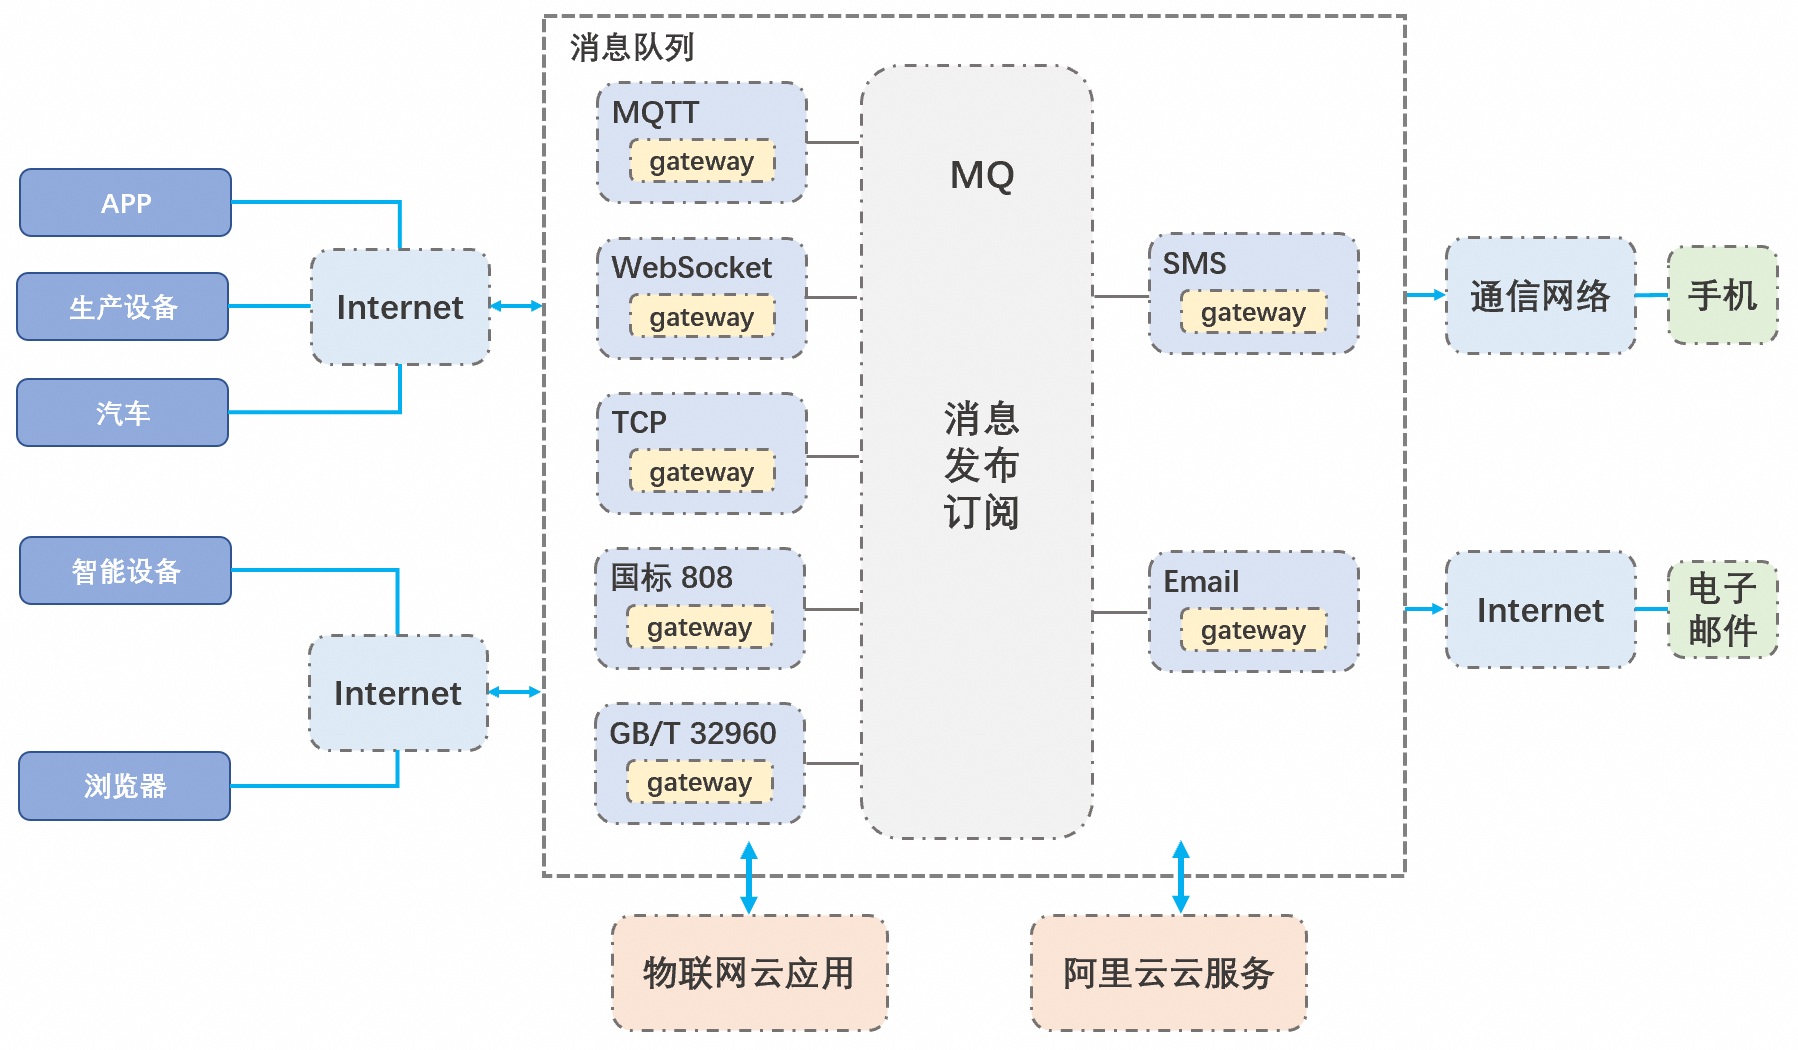 消息队列
MQTT
gateway
WebSocket
gateway
TCP
gateway
国标 808
gateway
GB/T 32960
gateway
MQ
消息
发布
订阅
SMS
gateway
Email
gateway
APP
生产设备
汽车
Internet
智能设备
浏览器
Internet
通信网络
手机
Internet
电子
邮件
物联网云应用
阿里云云服务